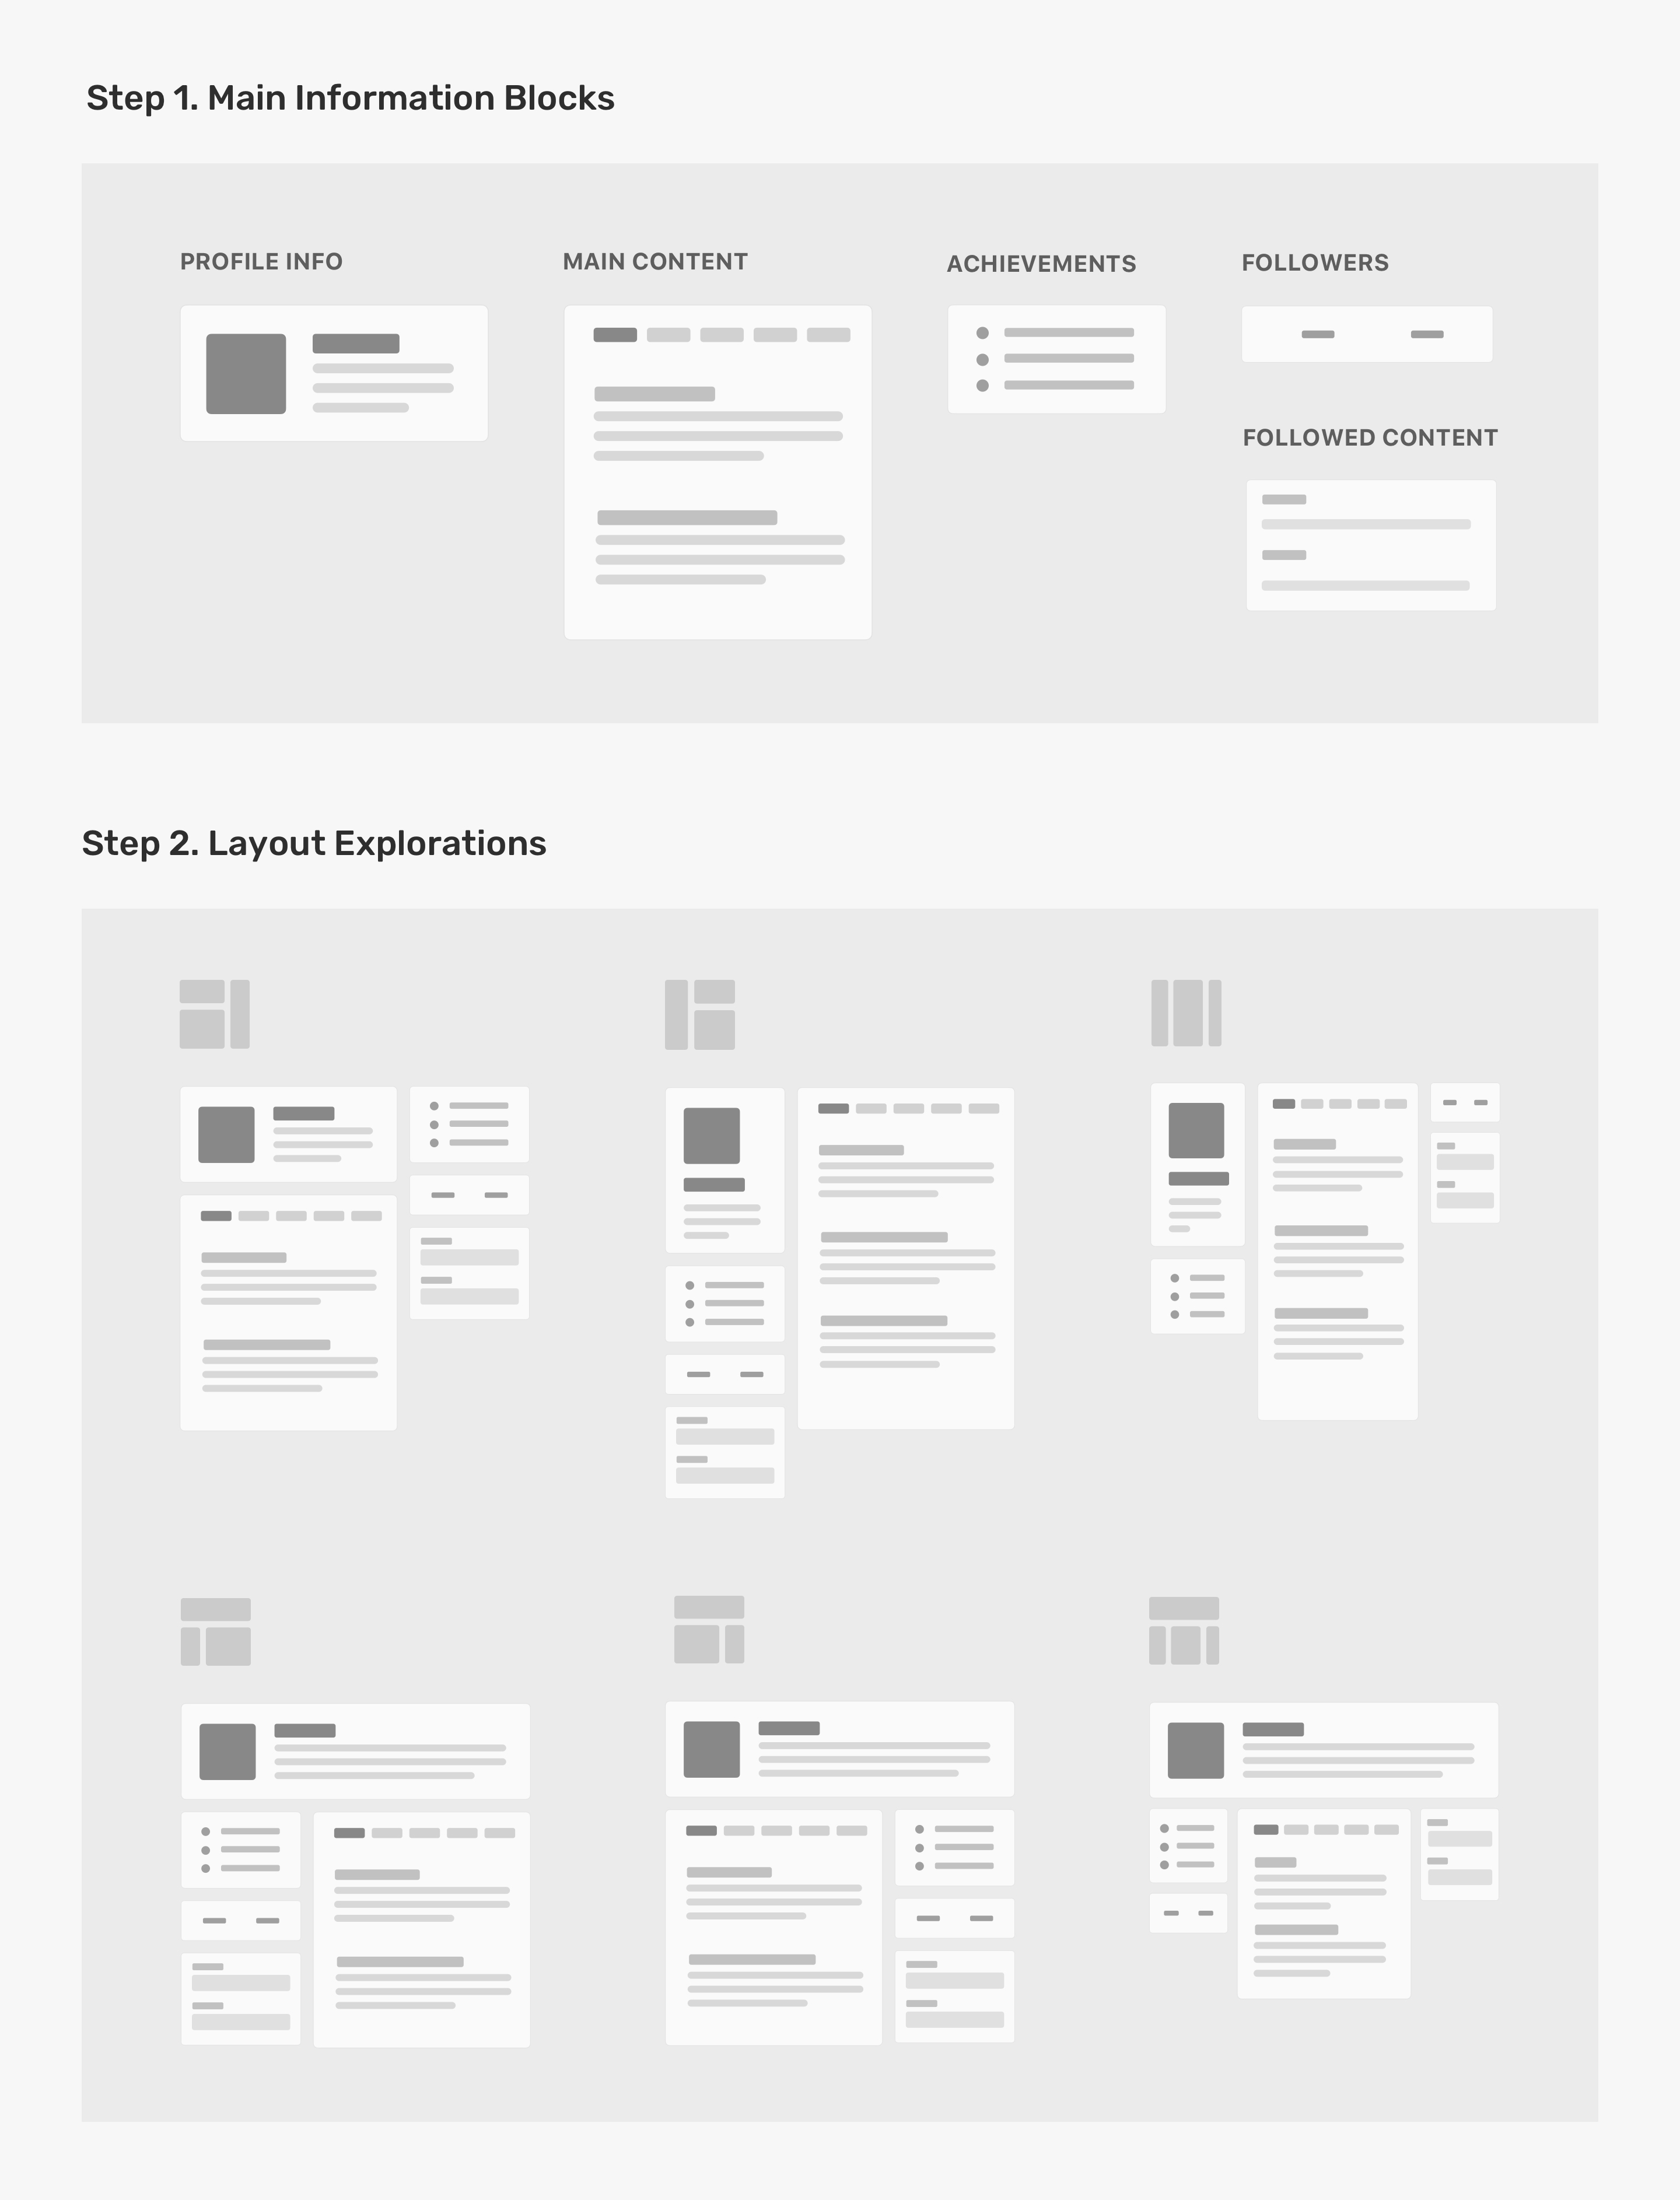 Step 1. Main Information Blocks
PROFILE INFO
MAIN CONTENT
ACHIEVEMENTS
FOLLOWERS
FOLLOWED CONTENT
Step 2. Layout Explorations